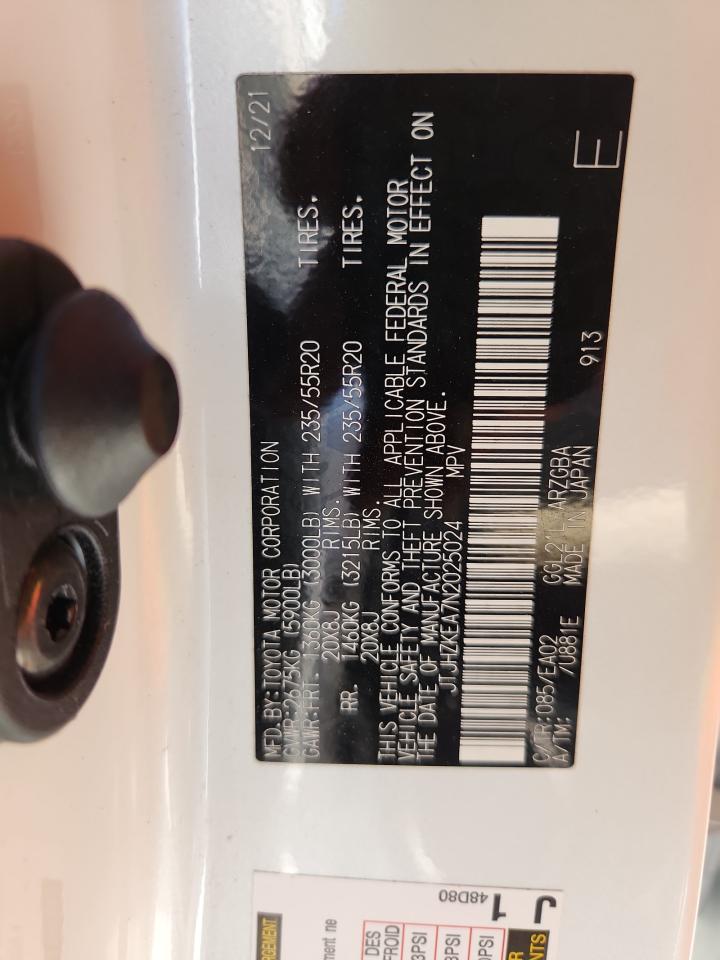 MFD.BY:TOYOTA MOTOR CORPORATION 12/21
GVWR:2675KG (5900LB)
GAWR:FRT. 1360KG (3000LB) WITH 235/55R20 TIRES.
20X8J RIMS.
RR. 1460KG (3215LB) WITH 235/55R20 TIRES.
20X8J RIMS.
THIS VEHICLE CONFORMS TO ALL APPLICABLE FEDERAL MOTOR
VEHICLE SAFETY AND THEFT PREVENTION STANDARDS IN EFFECT ON
THE DATE OF MANUFACTURE SHOWN ABOVE.
JTJHZKEA7N2025024 MPV
C/TR:085/EA02 GGL21L-ARZGBA 913 E
A/TM: /U881E MADE IN JAPAN
48D80